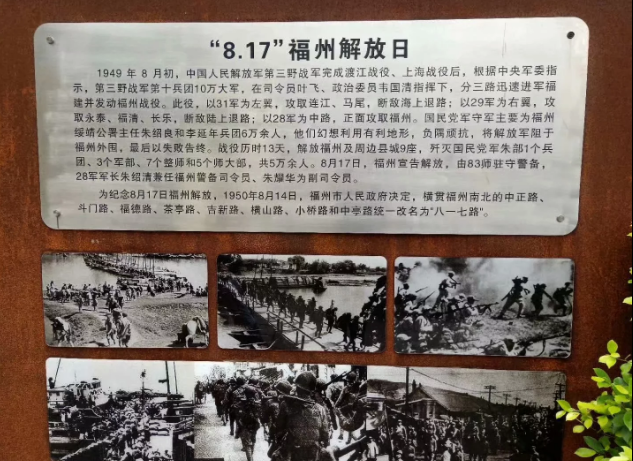 “8.17”福州解放日
1949 年 8 月初，中国人民解放军第三野战军完成渡江战役、上海战役后，根据中央军委指
示，第三野战军第十兵团10万大军，在司令员叶飞、政治委员韦国清指挥下，分三路迅速进军福
建并发动福州战役。此役，以31军为左翼，攻取连江、马尾，断敌海上退路；以29军为右翼，攻
取永泰、福清、长乐，断敌陆上退路；以28军为中路，正面攻取福州。国民党军守军主要为福州
绥靖公署主任朱绍良和李延年兵团6万余人，他们幻想利用有利地形，负隅顽抗，将解放军阻于
福州外围，最后以失败告终。战役历时13天，解放福州及周边县城9座，歼灭国民党军朱部1个兵
团、3个军部、7个整师和5个师大部，共5万余人。8月17日，福州宣告解放，由83师驻守警备，
28军军长朱绍清兼任福州警备司令员、朱耀华为副司令员。
为纪念8月17日福州解放，1950年8月14日，福州市人民政府决定，横贯福州南北的中正路、
斗门路、福德路、茶亭路、吉新路、横山路、小桥路和中亭路统一改名为“八一七路”。